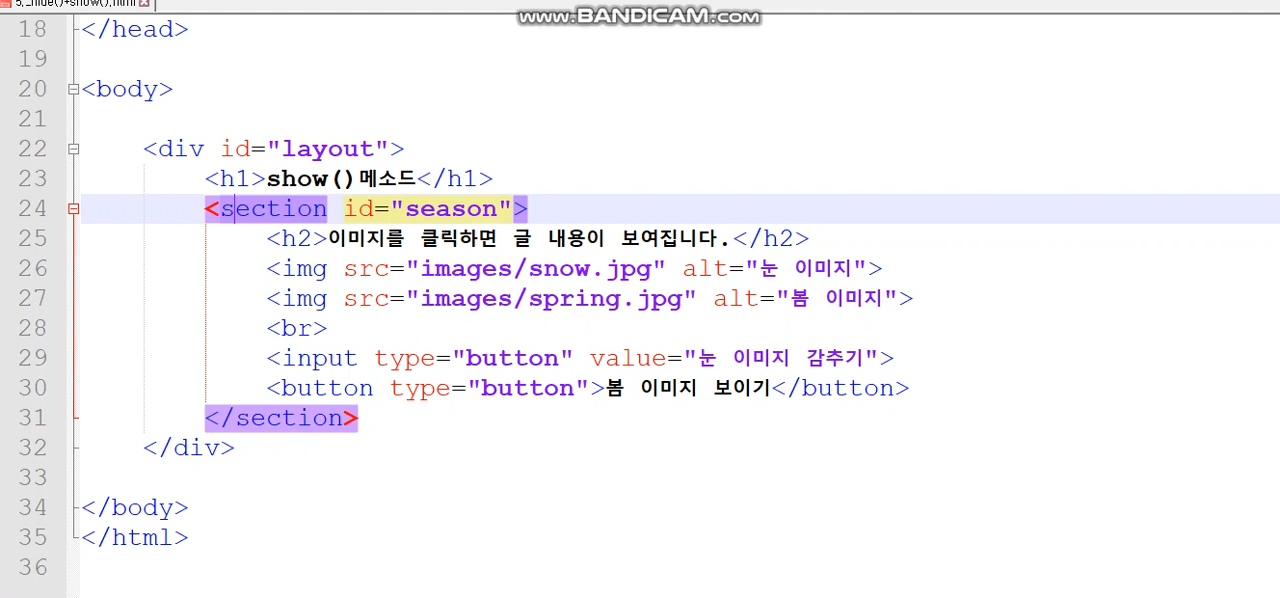 5,_hide()+show(),html
www.BANDICAM.com
18 </head>
19
20 <body>
21
22 <div id="layout">
23 <h1>show()메소드</h1>
24 <section id="season">
25 <h2>이미지를 클릭하면 글 내용이 보여집니다.</h2>
26 <img src="images/snow.jpg" alt="눈 이미지">
27 <img src="images/spring.jpg" alt="봄 이미지">
28 <br>
29 <input type="button" value="눈 이미지 감추기">
30 <button type="button">봄 이미지 보이기</button>
31 </section>
32 </div>
33
34 </body>
35 </html>
36